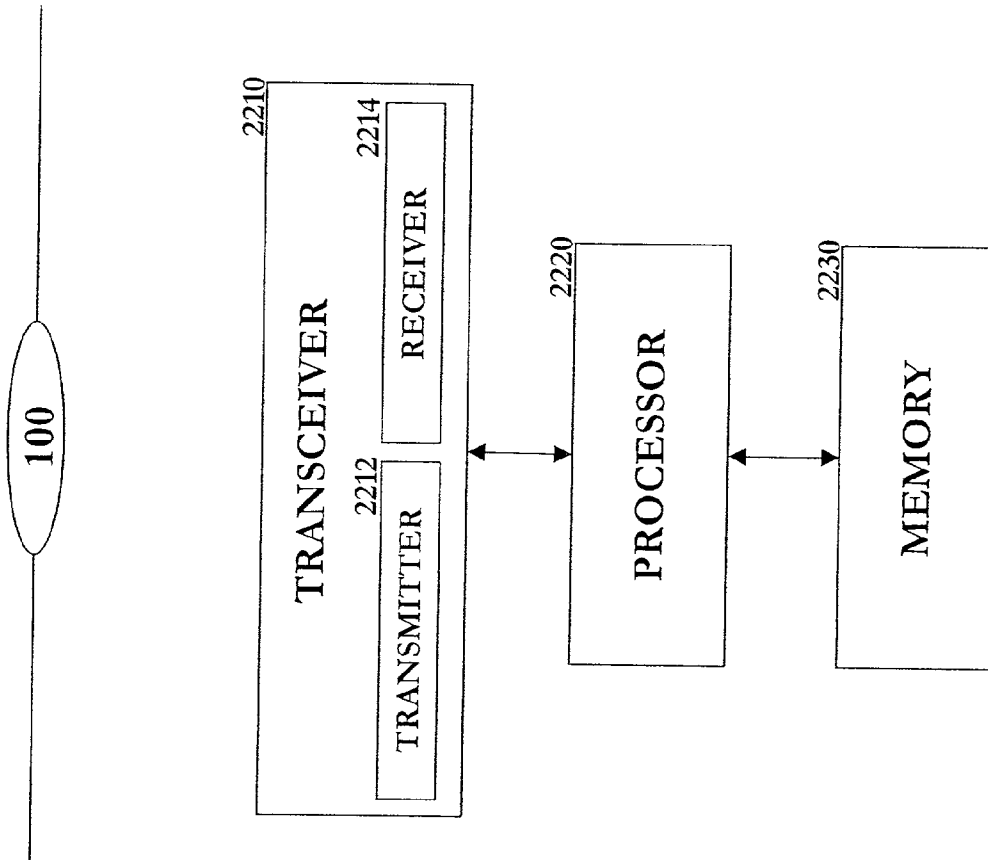 100
2210
TRANSCEIVER
2212
2214
TRANSMITTER
RECEIVER
2220
PROCESSOR
2230
MEMORY